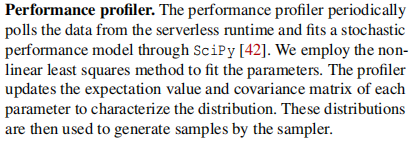 Performance profiler. The performance profiler periodically
polls the data from the serverless runtime and fits a stochastic
performance model through SciPy [42]. We employ the non-
linear least squares method to fit the parameters. The profiler
updates the expectation value and covariance matrix of each
parameter to characterize the distribution. These distributions
are then used to generate samples by the sampler.